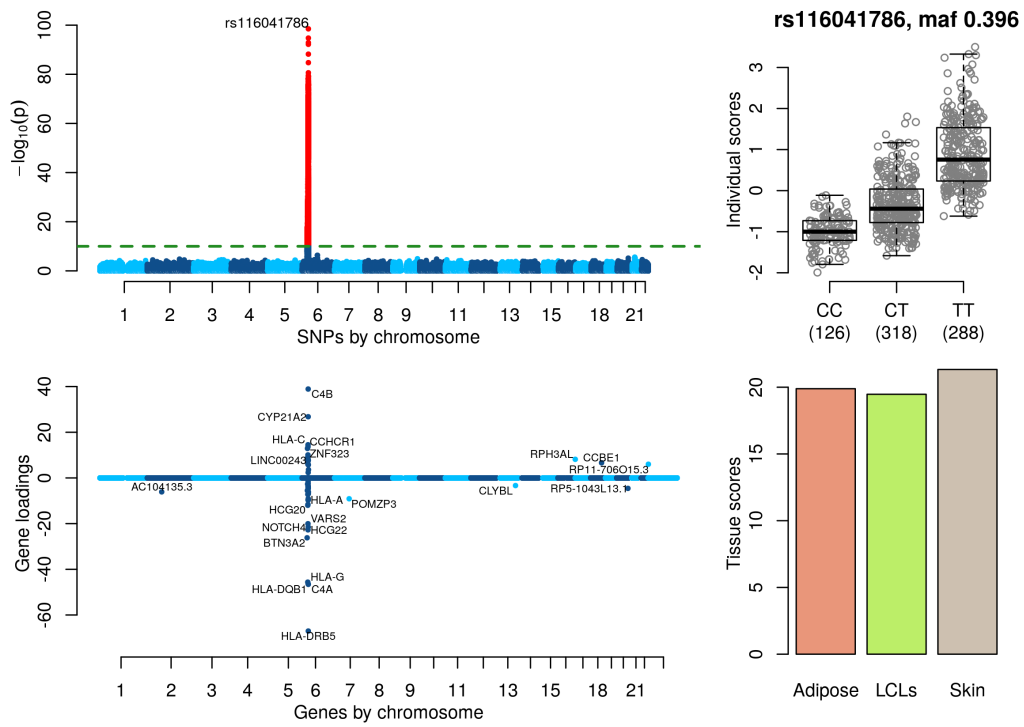 rs116041786
−log10(p)
100
80
60
40
20
0
1 2 3 4 5 6 7 8 9 11 13 15 18 21
SNPs by chromosome
rs116041786, maf 0.396
Individual scores
3
2
1
0
-1
-2
CC CT TT
(126) (318) (288)
Gene loadings
40
20
0
-20
-40
-60
C4B
CYP21A2
HLA-C
CCHCR1
ZNF323
LINC00243
RPH3AL
CCBE1
RP11-706O15.3
AC104135.3
CLYBL
RP5-1043L13.1
HLA-A
POMZP3
HCG20
VARS2
NOTCH4
HCG22
BTN3A2
HLA-G
HLA-DQB1
C4A
HLA-DRB5
1 2 3 4 5 6 7 8 9 11 13 15 18 21
Genes by chromosome
Tissue scores
20
15
10
5
0
Adipose LCLs Skin